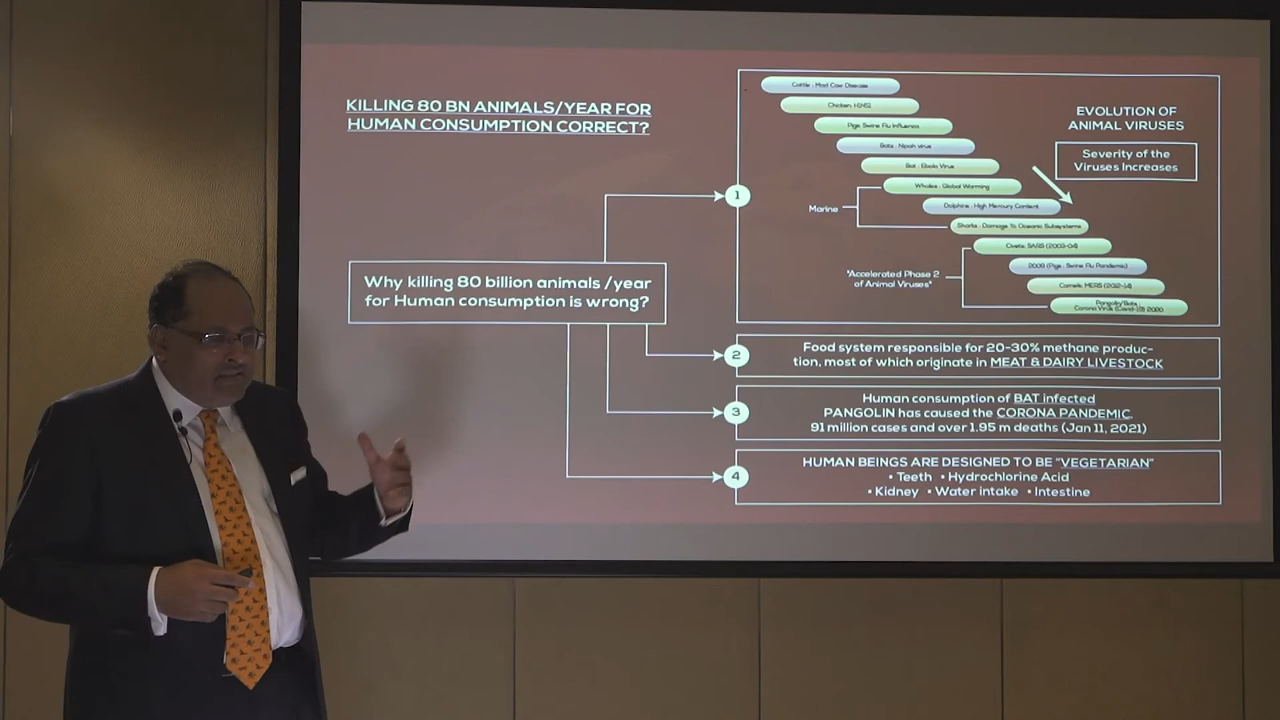 KILLING 80 BN ANIMALS/YEAR FOR
HUMAN CONSUMPTION CORRECT?
Why killing 80 billion animals /year
for Human consumption is wrong?
1
Cattle : Mad Cow Disease
Chicken: H1N51
Pigs: Swine Flu Influenza
Bats : Nipah virus
Bat : Ebola Virus
Whales : Global Warming
Dolphins : High Mercury Content
Sharks : Damage To Oceanic Subsystems
Marine
Civets: SARS (2003-04)
2009 (Pigs : Swine Flu Pandemic)
Camels: MERS (2012-14)
Pangolin/Bats :
Corona Virus (Covid-19) 2020
"Accelerated Phase 2
of Animal Viruses"
EVOLUTION OF
ANIMAL VIRUSES
Severity of the
Viruses Increases
2
Food system responsible for 20-30% methane produc-
tion, most of which originate in MEAT & DAIRY LIVESTOCK
3
Human consumption of BAT infected
PANGOLIN has caused the CORONA PANDEMIC.
91 million cases and over 1.95 m deaths (Jan 11, 2021)
4
HUMAN BEINGS ARE DESIGNED TO BE "VEGETARIAN"
• Teeth • Hydrochlorine Acid
• Kidney • Water intake • Intestine